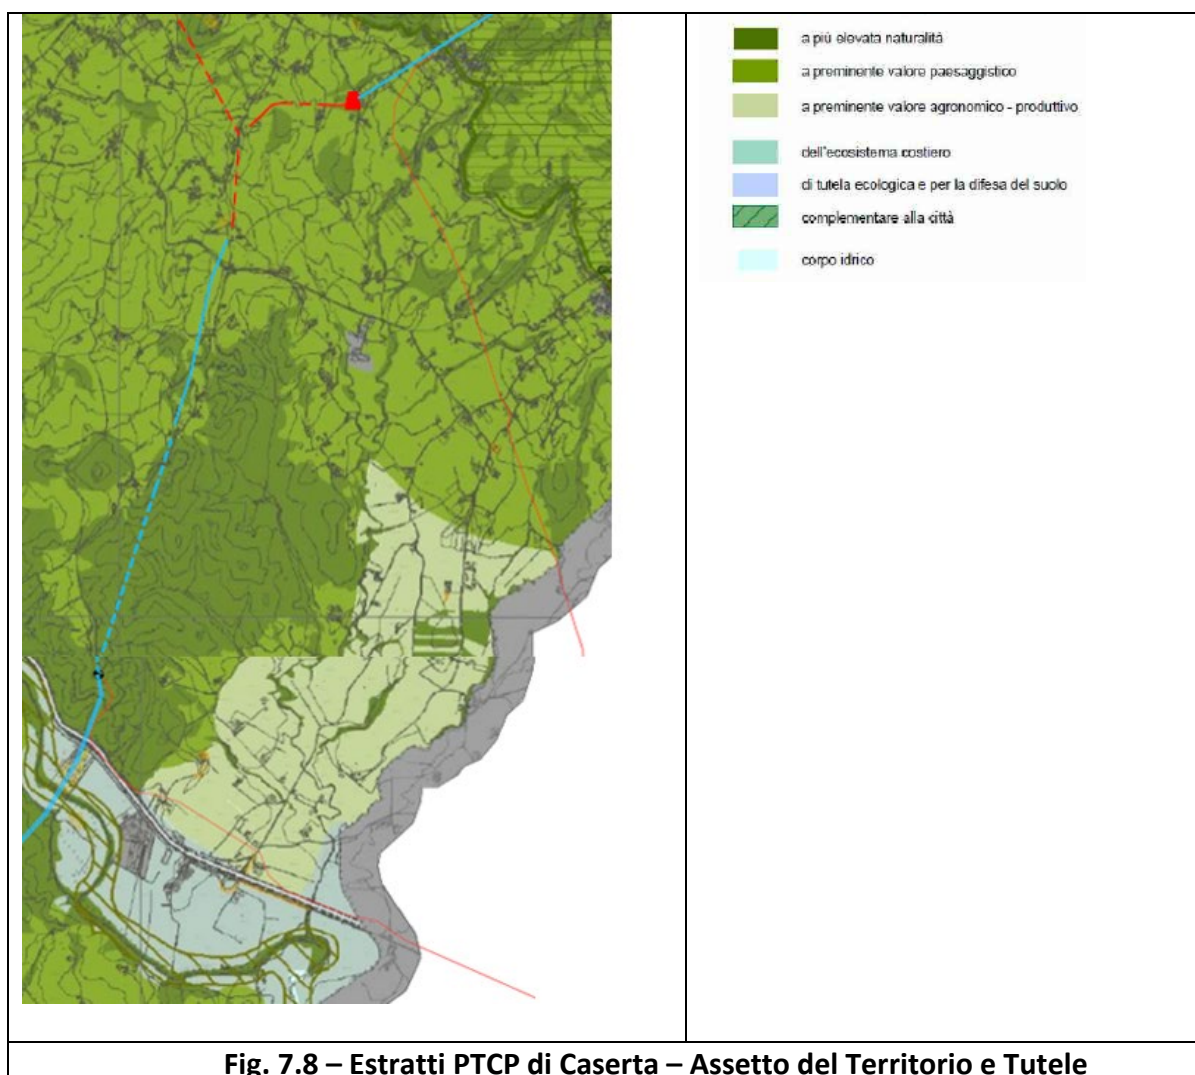 a più elevata naturalità
a preminente valore paesaggistico
a preminente valore agronomico - produttivo
dell'ecosistema costiero
di tutela ecologica e per la difesa del suolo
complementare alla città
corpo idrico
Fig. 7.8 – Estratti PTCP di Caserta – Assetto del Territorio e Tutele